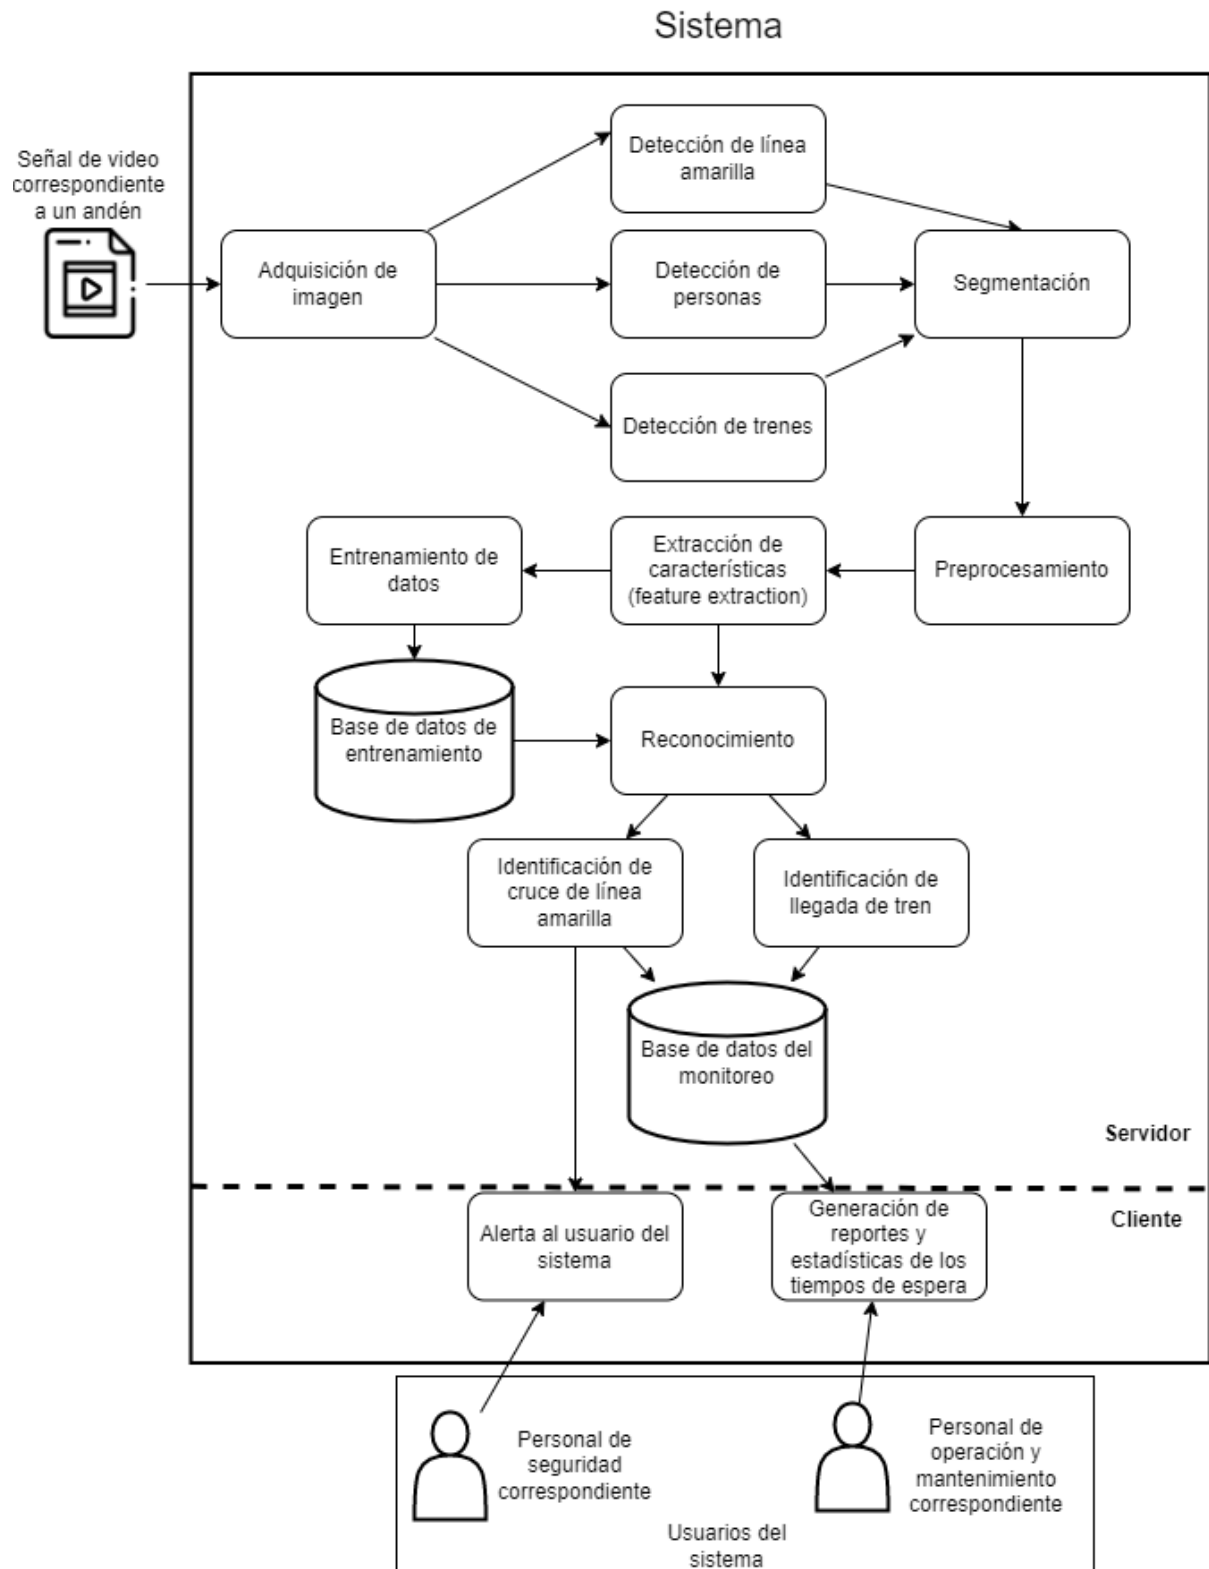 Sistema
Señal de video
correspondiente
a un andén
Detección de línea
amarilla
Adquisición de
imagen
Detección de
personas
Segmentación
Detección de trenes
Entrenamiento de
datos
Extracción de
características
(feature extraction)
Preprocesamiento
Base de datos de
entrenamiento
Reconocimiento
Identificación de
cruce de línea
amarilla
Identificación de
llegada de tren
Base de datos del
monitoreo
Servidor
Cliente
Alerta al usuario del
sistema
Generación de
reportes y
estadísticas de los
tiempos de espera
Personal de
seguridad
correspondiente
Personal de
operación y
mantenimiento
correspondiente
Usuarios del
sistema